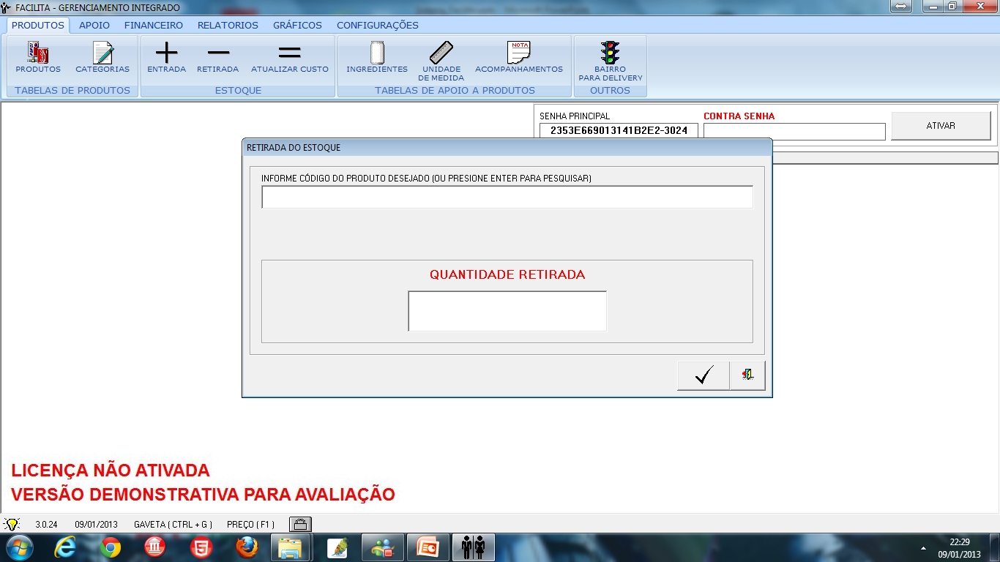 FACILITA - GERENCIAMENTO INTEGRADO
PRODUTOS APOIO FINANCEIRO RELATORIOS GRÁFICOS CONFIGURAÇÕES
PRODUTOS CATEGORIAS ENTRADA RETIRADA ATUALIZAR CUSTO INGREDIENTES UNIDADE DE MEDIDA NOTA ACOMPANHAMENTOS BAIRRO PARA DELIVERY
TABELAS DE PRODUTOS ESTOQUE TABELAS DE APOIO A PRODUTOS OUTROS
SENHA PRINCIPAL CONTRA SENHA
2353E669013141B2E2-3024 ATIVAR
RETIRADA DO ESTOQUE
INFORME CÓDIGO DO PRODUTO DESEJADO (OU PRESIONE ENTER PARA PESQUISAR)
QUANTIDADE RETIRADA
LICENÇA NÃO ATIVADA
VERSÃO DEMONSTRATIVA PARA AVALIAÇÃO
3.0.24 09/01/2013 GAVETA ( CTRL + G ) PREÇO ( F1 )
22:29
09/01/2013